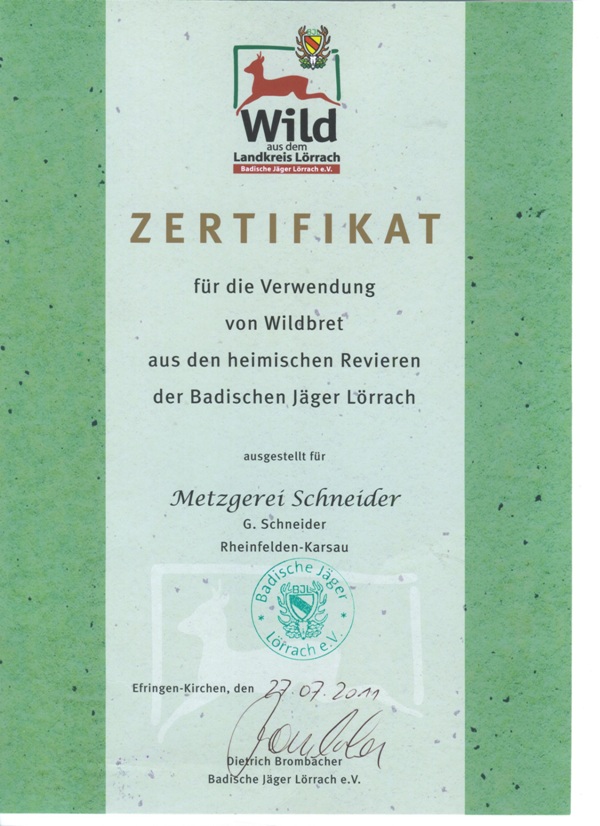 Wild
aus dem
Landkreis Lörrach
Badische Jäger Lörrach e.V.
ZERTIFIKAT
für die Verwendung
von Wildbret
aus den heimischen Revieren
der Badischen Jäger Lörrach
ausgestellt für
Metzgerei Schneider
G. Schneider
Rheinfelden-Karsau
Badische Jäger
BJL
Lörrach e.V.
Efringen-Kirchen, den 27.07.2011
Dietrich Brombacher
Badische Jäger Lörrach e.V.